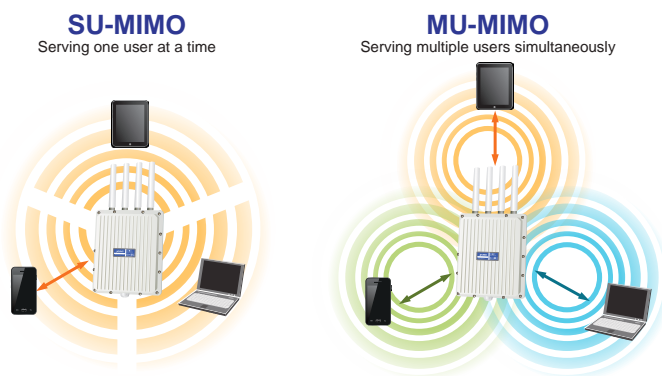 SU-MIMO
Serving one user at a time
MU-MIMO
Serving multiple users simultaneously